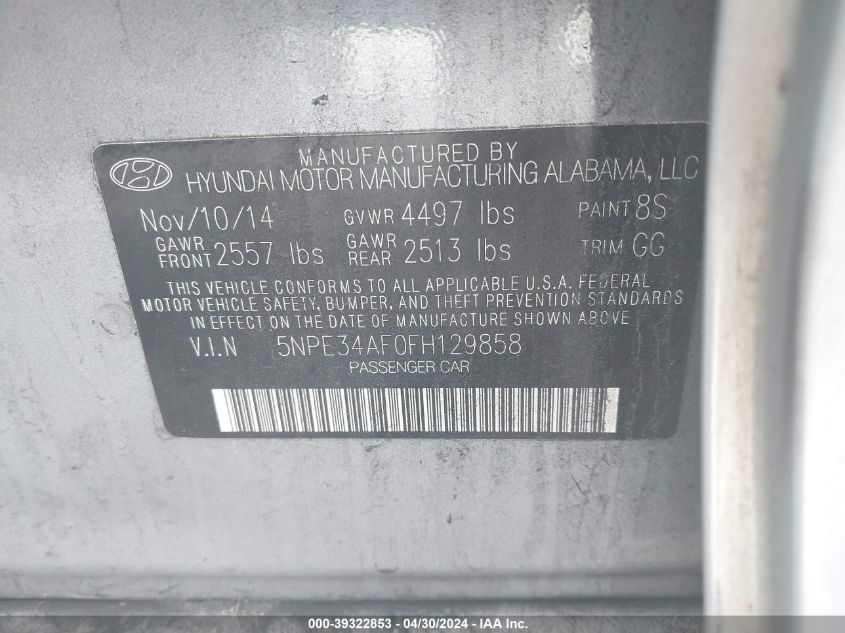 MANUFACTURED BY
HYUNDAI MOTOR MANUFACTURING ALABAMA, LLC
Nov/10/14 GVWR 4497 lbs PAINT 8S
GAWR FRONT 2557 lbs GAWR REAR 2513 lbs TRIM GG
THIS VEHICLE CONFORMS TO ALL APPLICABLE U.S.A. FEDERAL
MOTOR VEHICLE SAFETY, BUMPER, AND THEFT PREVENTION STANDARDS
IN EFFECT ON THE DATE OF MANUFACTURE SHOWN ABOVE
V.I.N 5NPE34AF0FH129858
PASSENGER CAR
000-39322853 - 04/30/2024 - IAA Inc.